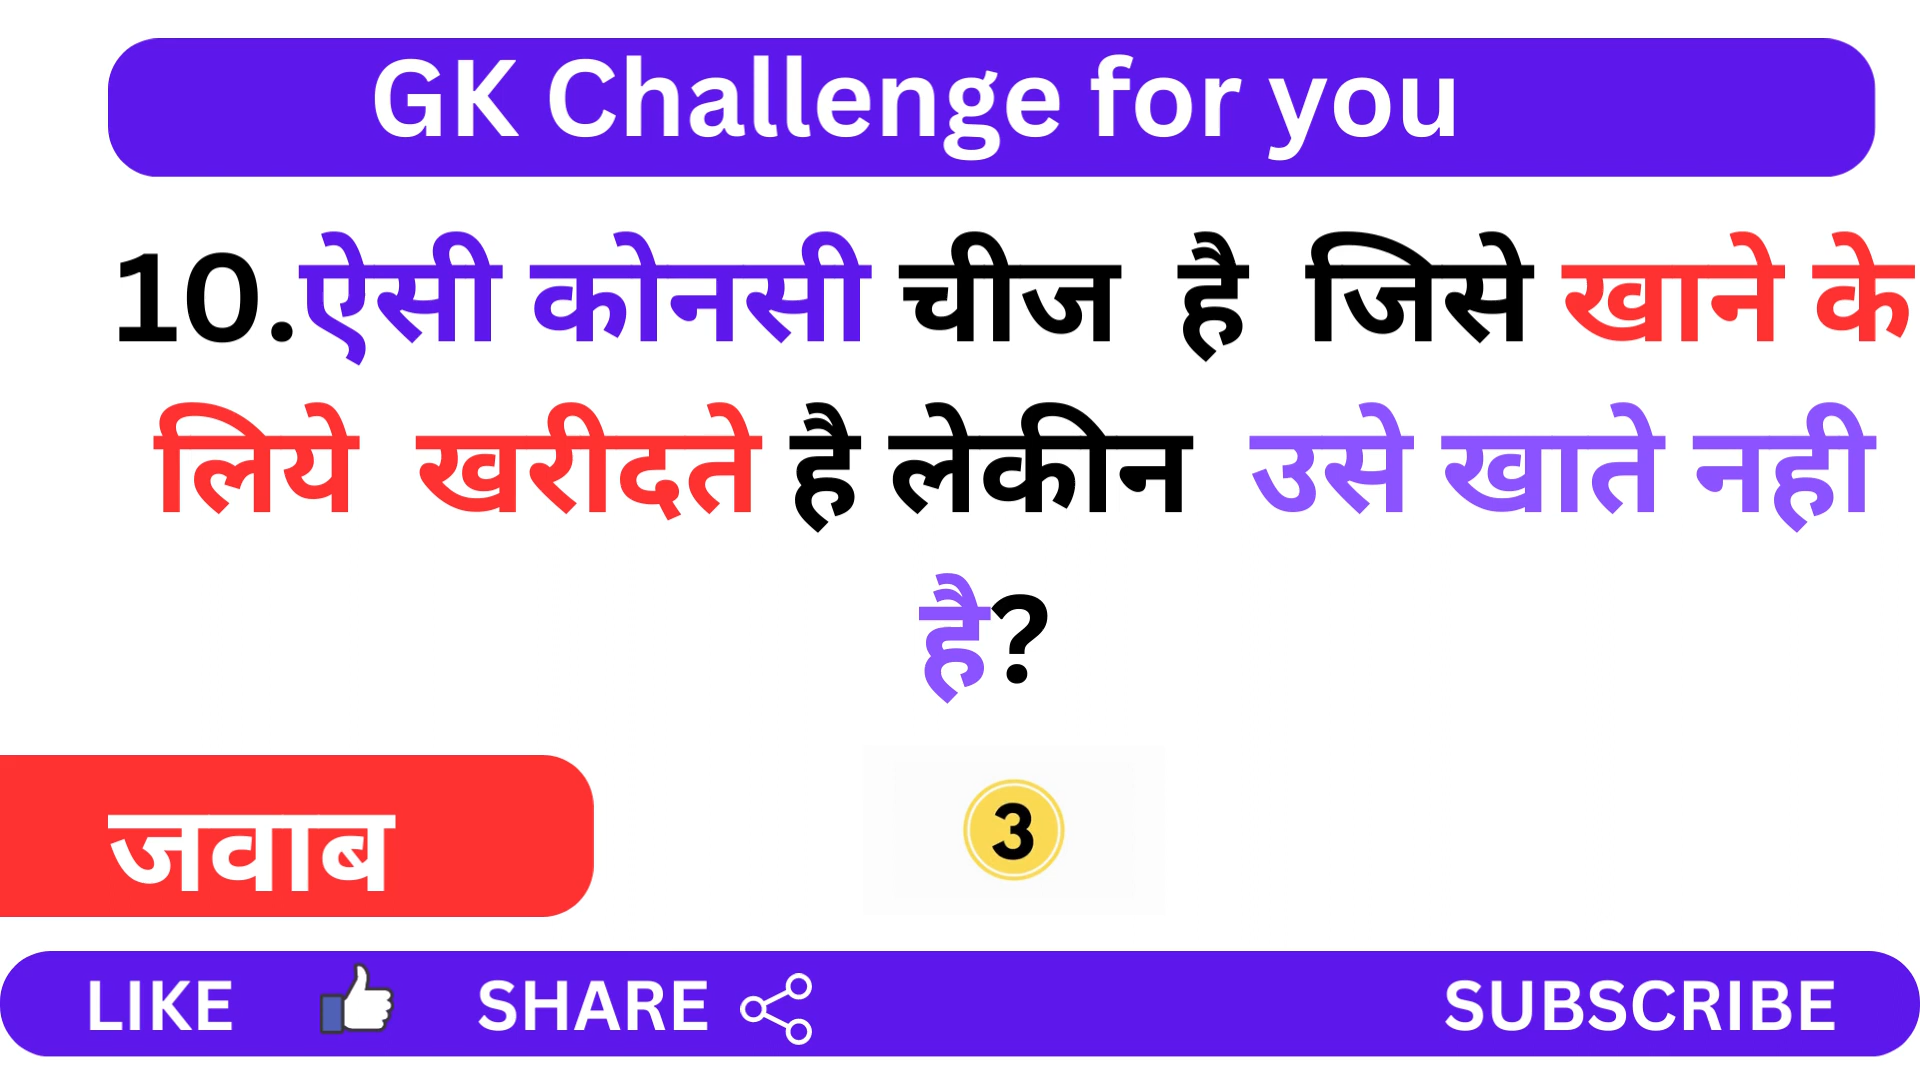 GK Challenge for you
10.ऐसी कोनसी चीज है जिसे खाने के
लिये खरीदते है लेकीन उसे खाते नही
है?
जवाब
3
LIKE SHARE SUBSCRIBE